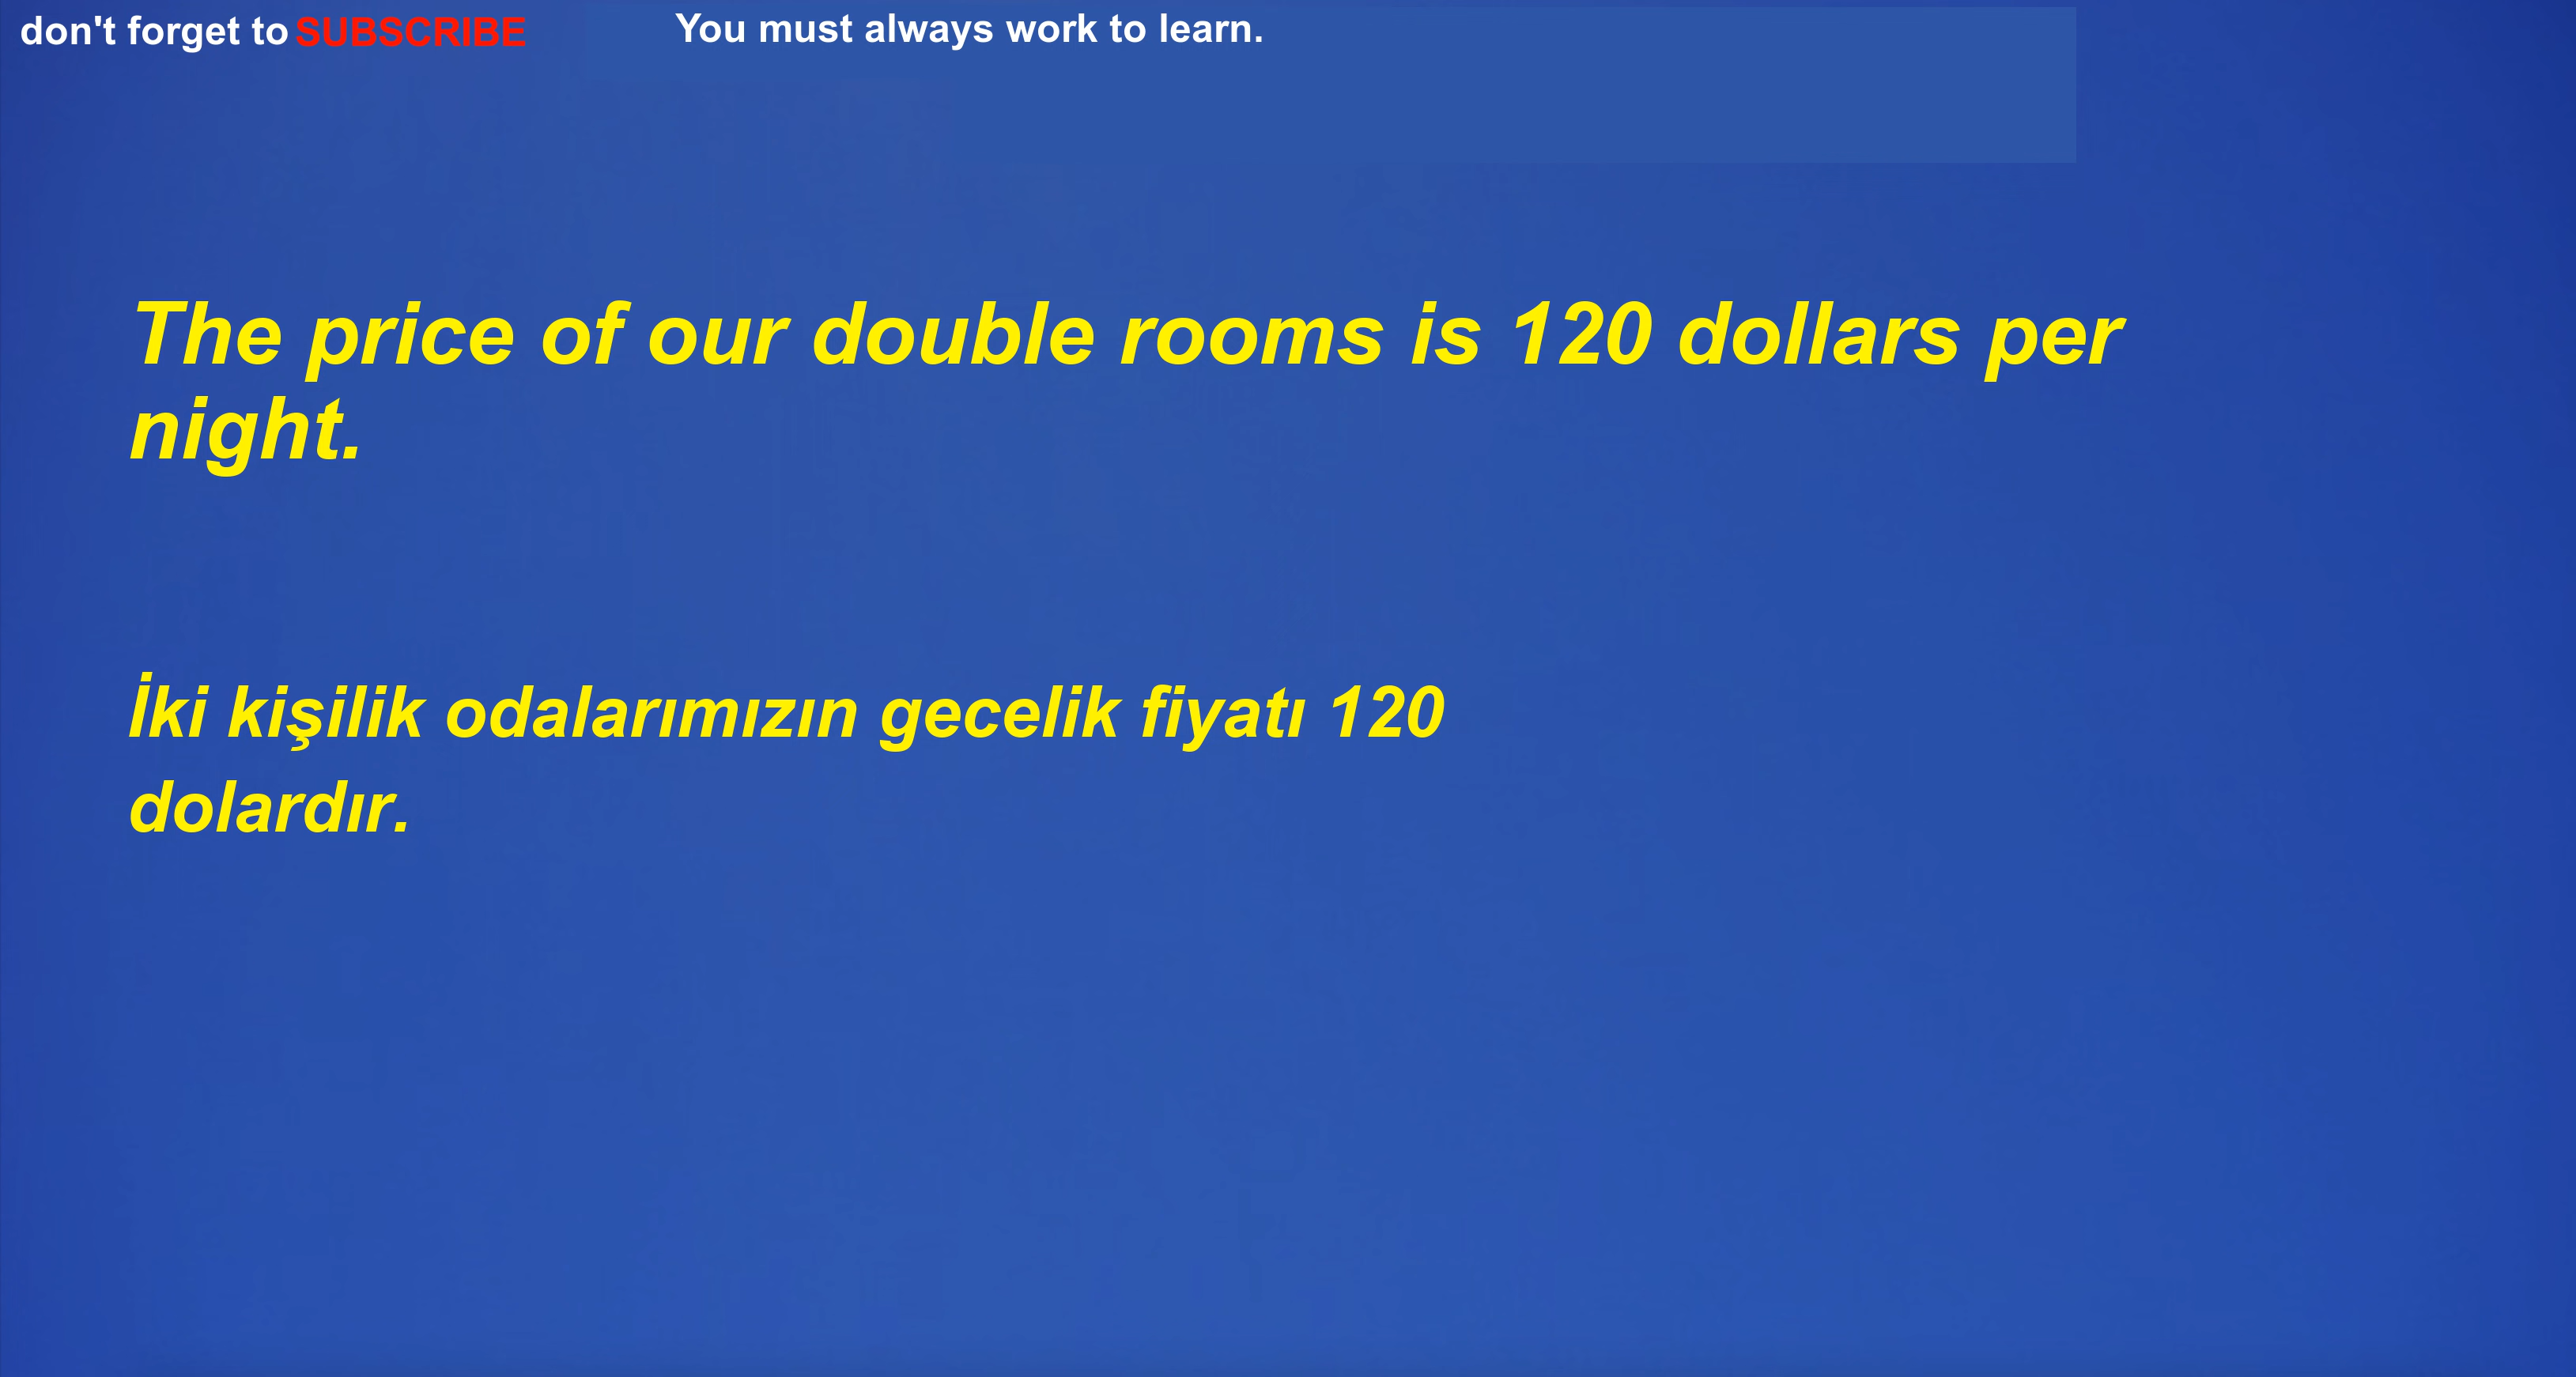 don't forget to SUBSCRIBE
You must always work to learn.
The price of our double rooms is 120 dollars per
night.
İki kişilik odalarımızın gecelik fiyatı 120
dolardır.